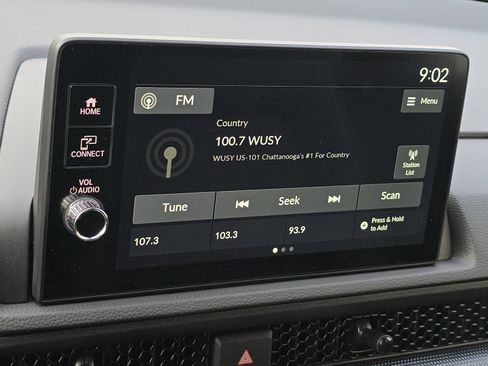 9:02
HOME
FM
Menu
Country
100.7 WUSY
WUSY US-101 Chattanooga's #1 For Country
CONNECT
Station
List
VOL
AUDIO
Tune
Seek
Scan
107.3
103.3
93.9
Press & Hold
to Add